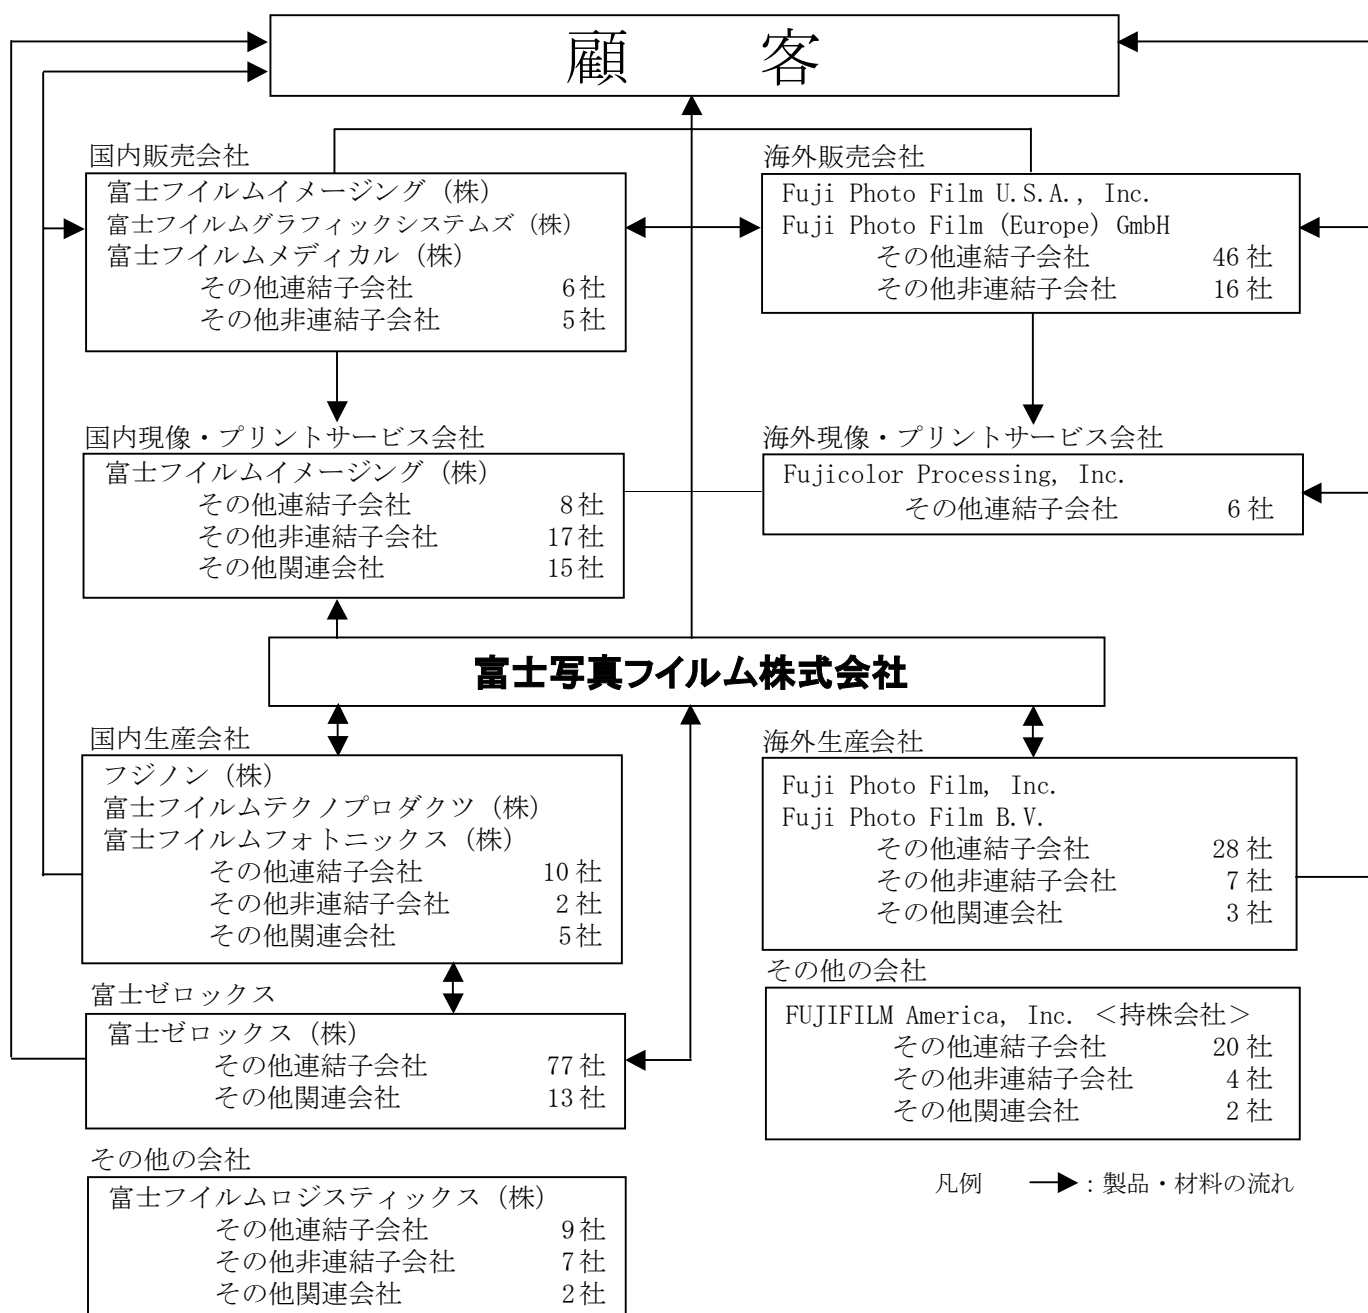 顧 客
国内販売会社
富士フイルムイメージング（株）
富士フイルムグラフィックシステムズ（株）
富士フイルムメディカル（株）
その他連結子会社 6社
その他非連結子会社 5社
海外販売会社
Fuji Photo Film U.S.A., Inc.
Fuji Photo Film (Europe) GmbH
その他連結子会社 46社
その他非連結子会社 16社
国内現像・プリントサービス会社
富士フイルムイメージング（株）
その他連結子会社 8社
その他非連結子会社 17社
その他関連会社 15社
海外現像・プリントサービス会社
Fujicolor Processing, Inc.
その他連結子会社 6社
富士写真フイルム株式会社
国内生産会社
フジノン（株）
富士フイルムテクノプロダクツ（株）
富士フイルムフォトニックス（株）
その他連結子会社 10社
その他非連結子会社 2社
その他関連会社 5社
海外生産会社
Fuji Photo Film, Inc.
Fuji Photo Film B.V.
その他連結子会社 28社
その他非連結子会社 7社
その他関連会社 3社
富士ゼロックス
富士ゼロックス（株）
その他連結子会社 77社
その他関連会社 13社
その他の会社
FUJIFILM America, Inc. ＜持株会社＞
その他連結子会社 20社
その他非連結子会社 4社
その他関連会社 2社
その他の会社
富士フイルムロジスティックス（株）
その他連結子会社 9社
その他非連結子会社 7社
その他関連会社 2社
凡例 ：製品・材料の流れ